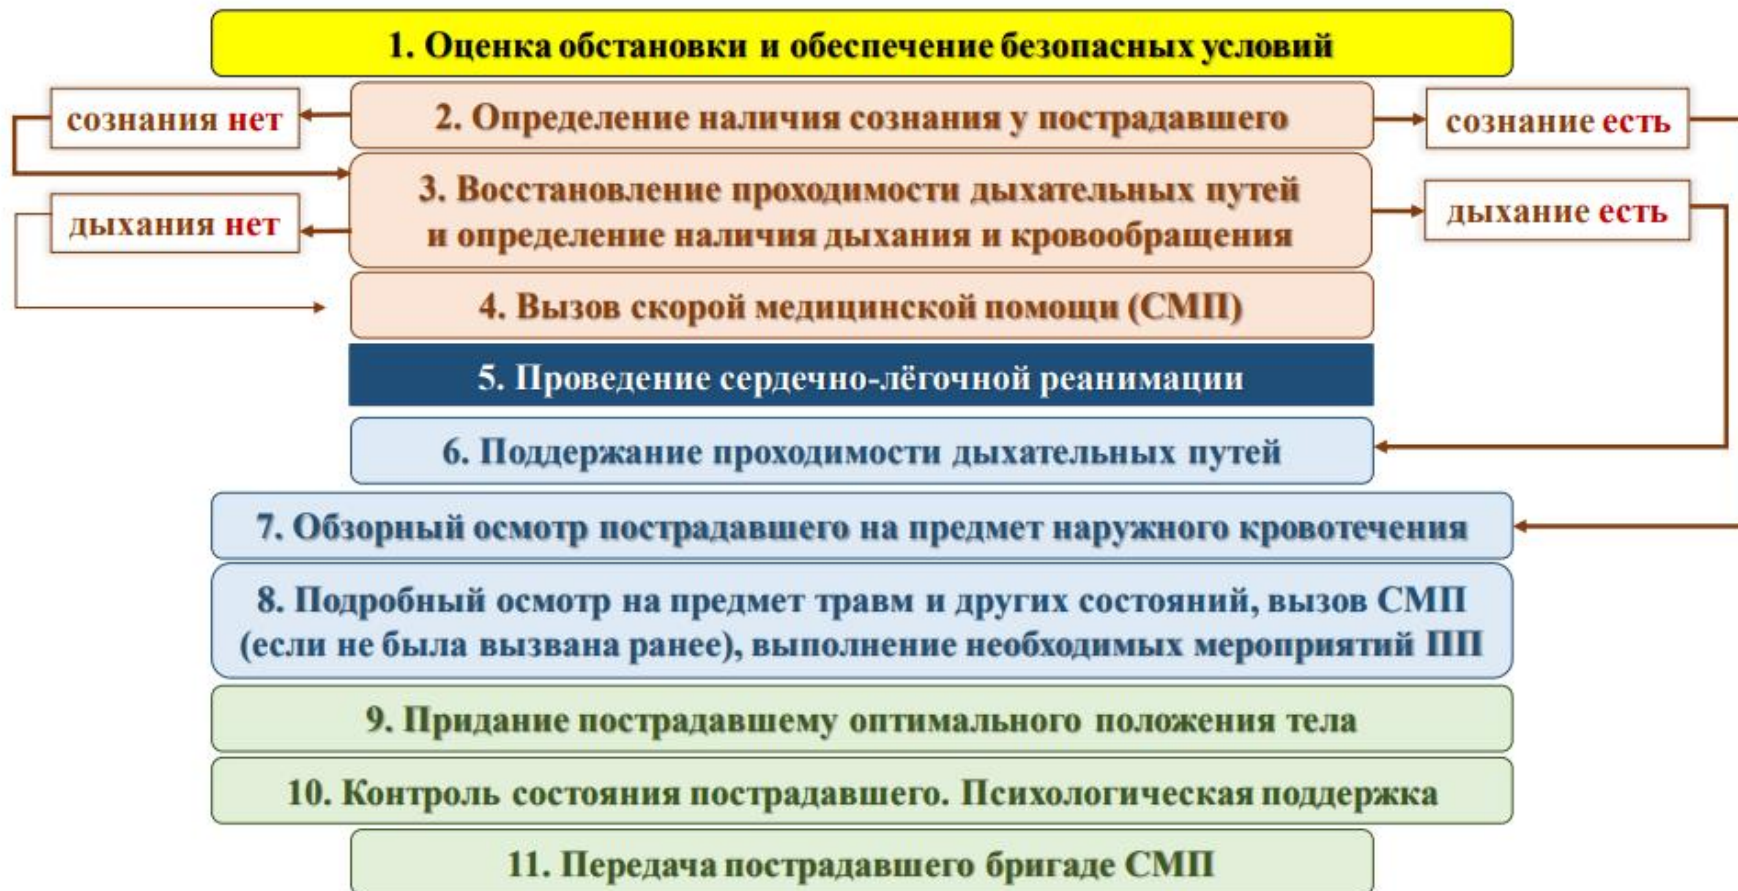 1. Оценка обстановки и обеспечение безопасных условий
сознания нет
2. Определение наличия сознания у пострадавшего
сознание есть
3. Восстановление проходимости дыхательных путей
и определение наличия дыхания и кровообращения
дыхания нет
дыхание есть
4. Вызов скорой медицинской помощи (СМП)
5. Проведение сердечно-лёгочной реанимации
6. Поддержание проходимости дыхательных путей
7. Обзорный осмотр пострадавшего на предмет наружного кровотечения
8. Подробный осмотр на предмет травм и других состояний, вызов СМП
(если не была вызвана ранее), выполнение необходимых мероприятий ПП
9. Придание пострадавшему оптимального положения тела
10. Контроль состояния пострадавшего. Психологическая поддержка
11. Передача пострадавшего бригаде СМП